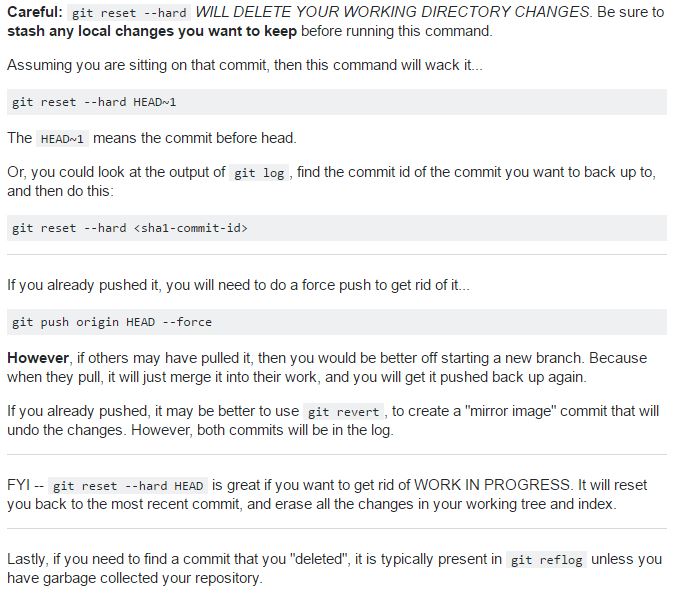 Careful: git reset --hard WILL DELETE YOUR WORKING DIRECTORY CHANGES. Be sure to
stash any local changes you want to keep before running this command.
Assuming you are sitting on that commit, then this command will wack it...
git reset --hard HEAD~1
The HEAD~1 means the commit before head.
Or, you could look at the output of git log, find the commit id of the commit you want to back up to,
and then do this:
git reset --hard <sha1-commit-id>
If you already pushed it, you will need to do a force push to get rid of it...
git push origin HEAD --force
However, if others may have pulled it, then you would be better off starting a new branch. Because
when they pull, it will just merge it into their work, and you will get it pushed back up again.
If you already pushed, it may be better to use git revert, to create a "mirror image" commit that will
undo the changes. However, both commits will be in the log.
FYI -- git reset --hard HEAD is great if you want to get rid of WORK IN PROGRESS. It will reset
you back to the most recent commit, and erase all the changes in your working tree and index.
Lastly, if you need to find a commit that you "deleted", it is typically present in git reflog unless you
have garbage collected your repository.